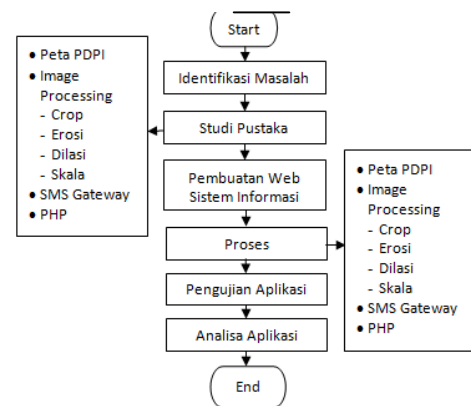 Start
● Peta PDPI
● Image
Processing
- Crop
- Erosi
- Dilasi
- Skala
● SMS Gateway
● PHP
Identifikasi Masalah
Studi Pustaka
Pembuatan Web
Sistem Informasi
Proses
● Peta PDPI
● Image
Processing
- Crop
- Erosi
- Dilasi
- Skala
● SMS Gateway
● PHP
Pengujian Aplikasi
Analisa Aplikasi
End